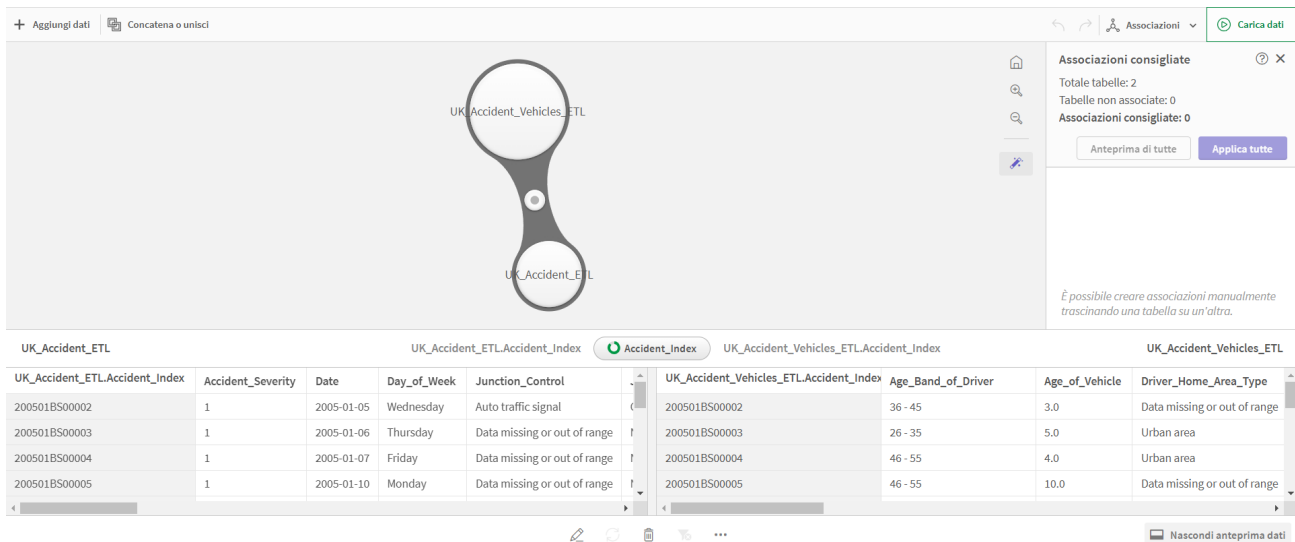 Aggiungi dati
Concatena o unisci
Associazioni
Carica dati
UK_Accident_Vehicles_ETL
UK_Accident_ETL
Associazioni consigliate
Totale tabelle: 2
Tabelle non associate: 0
Associazioni consigliate: 0
Anteprima di tutte
Applica tutte
È possibile creare associazioni manualmente
trascinando una tabella su un'altra.
UK_Accident_ETL
UK_Accident_ETL.Accident_Index
Accident_Index
UK_Accident_Vehicles_ETL.Accident_Index
UK_Accident_Vehicles_ETL
UK_Accident_ETL.Accident_Index Accident_Severity Date Day_of_Week Junction_Control
200501BS00002 1 2005-01-05 Wednesday Auto traffic signal
200501BS00003 1 2005-01-06 Thursday Data missing or out of range
200501BS00004 1 2005-01-07 Friday Data missing or out of range
200501BS00005 1 2005-01-10 Monday Data missing or out of range
UK_Accident_Vehicles_ETL.Accident_Index Age_Band_of_Driver Age_of_Vehicle Driver_Home_Area_Type
200501BS00002 36 - 45 3.0 Data missing or out of range
200501BS00003 26 - 35 5.0 Urban area
200501BS00004 46 - 55 4.0 Urban area
200501BS00005 46 - 55 10.0 Data missing or out of range
Nascondi anteprima dati